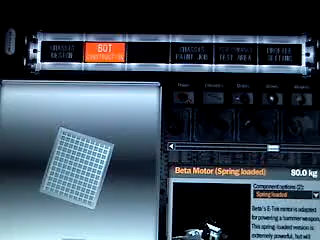 CHASSIS DESIGN
BOT CONSTRUCTION
CHASSIS PAINT JOB
PERFORMANCE TEST AREA
PROFILE
Power
Beta Motor (Spring loaded) 80.0 kg
Component options (2):
Spring loaded
Beta's E-Tek motor is adapted
for powering a hammer weapon.
This spring-loaded version is
extremely powerful, but will